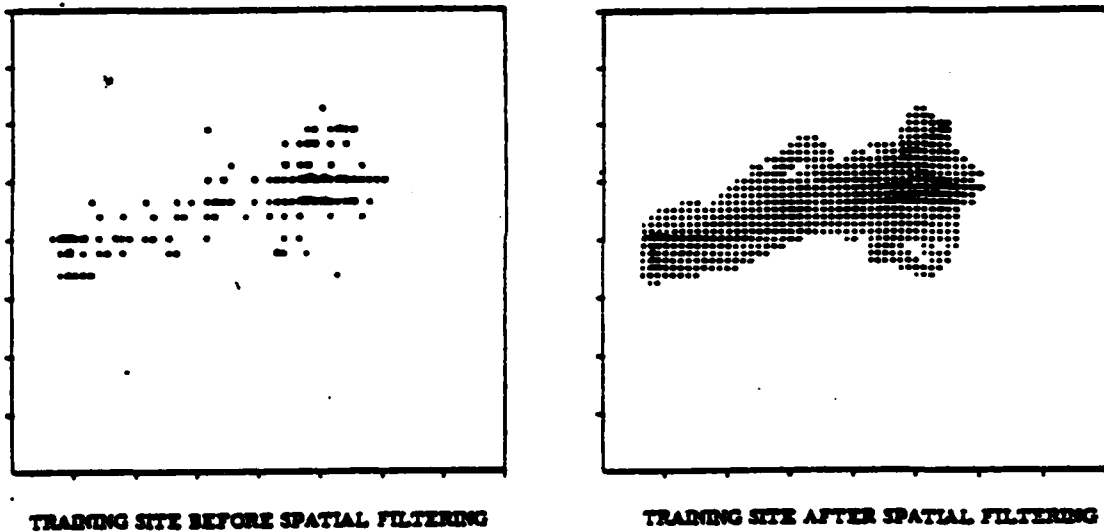 TRAINING SITE BEFORE SPATIAL FILTERING
TRAINING SITE AFTER SPATIAL FILTERING